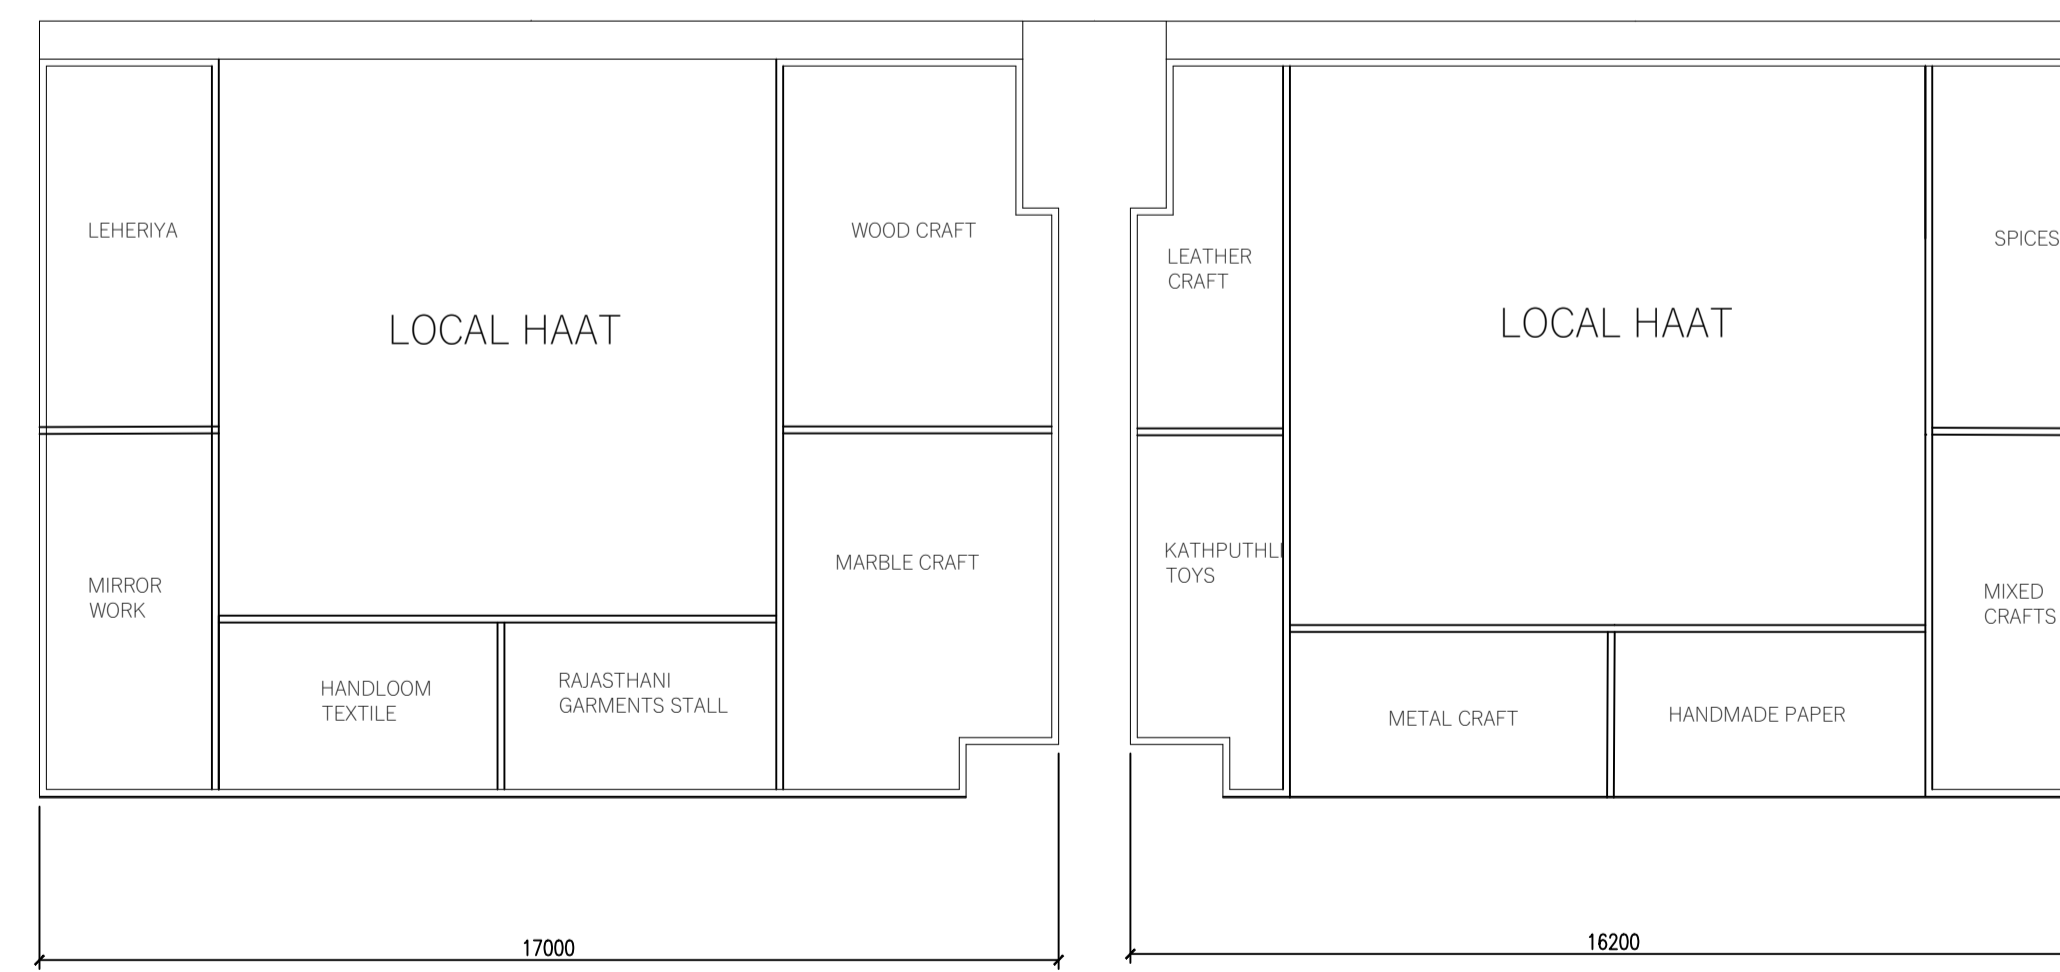 LEHERIYA
LOCAL HAAT
WOOD CRAFT
MIRROR
WORK
HANDLOOM
TEXTILE
RAJASTHANI
GARMENTS STALL
MARBLE CRAFT
17000
LEATHER
CRAFT
LOCAL HAAT
SPICES
KATHPUTHLI
TOYS
METAL CRAFT
HANDMADE PAPER
MIXED
CRAFTS
16200